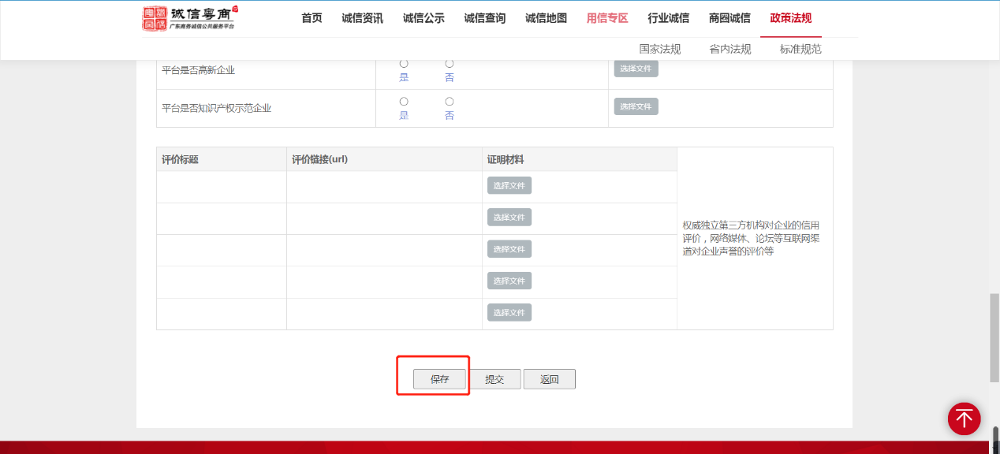 诚信粤商
广东商务诚信公共服务平台
首页 诚信资讯 诚信公示 诚信查询 诚信地图 用信专区 行业诚信 商圈诚信 政策法规
国家法规 省内法规 标准规范
平台是否高新企业 是 否 选择文件
平台是否知识产权示范企业 是 否 选择文件
评价标题 评价链接(url) 证明材料
选择文件
选择文件
选择文件
选择文件
选择文件
权威独立第三方机构对企业的信用
评价，网络媒体、论坛等互联网渠
道对企业声誉的评价等
保存 提交 返回